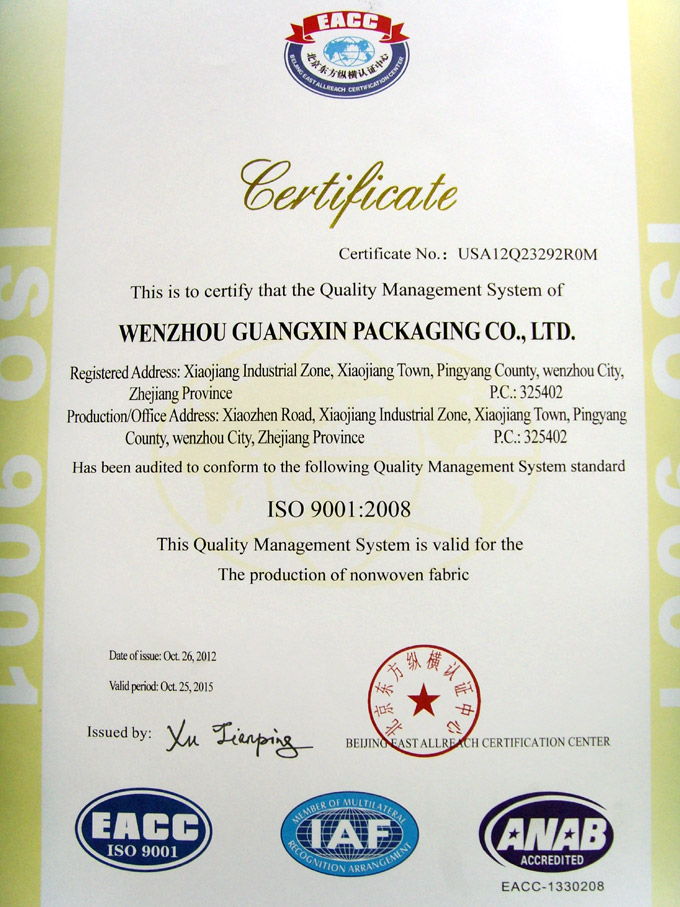 EACC
北京东方纵横认证中心
BEIJING EAST ALLREACH CERTIFICATION CENTER
Certificate
Certificate No.: USA12Q23292R0M
This is to certify that the Quality Management System of
WENZHOU GUANGXIN PACKAGING CO., LTD.
Registered Address: Xiaojiang Industrial Zone, Xiaojiang Town, Pingyang County, wenzhou City,
Zhejiang Province P.C.: 325402
Production/Office Address: Xiaozhen Road, Xiaojiang Industrial Zone, Xiaojiang Town, Pingyang
County, wenzhou City, Zhejiang Province P.C.: 325402
Has been audited to conform to the following Quality Management System standard
ISO 9001:2008
This Quality Management System is valid for the
The production of nonwoven fabric
ISO 9001
ISO 9001
Date of issue: Oct. 26, 2012
Valid period: Oct. 25, 2015
Issued by: Xu Tianping
北京东方纵横认证中心
BEIJING EAST ALLREACH CERTIFICATION CENTER
EACC
ISO 9001
MEMBER OF MULTILATERAL
IAF
RECOGNITION ARRANGEMENT
ANAB
ACCREDITED
EACC-1330208